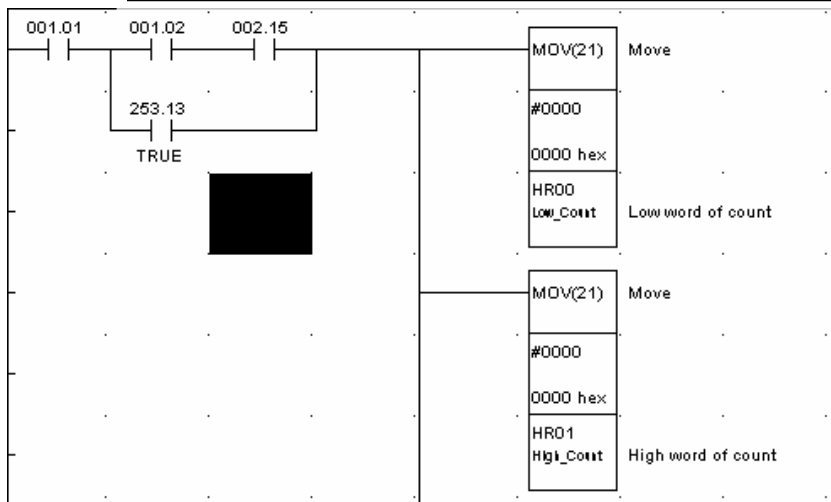 001.01 001.02 002.15
MOV(21) Move
253.13
#0000
TRUE
0000 hex
HR00
Low_Count Low word of count
MOV(21) Move
#0000
0000 hex
HR01
High_Count High word of count